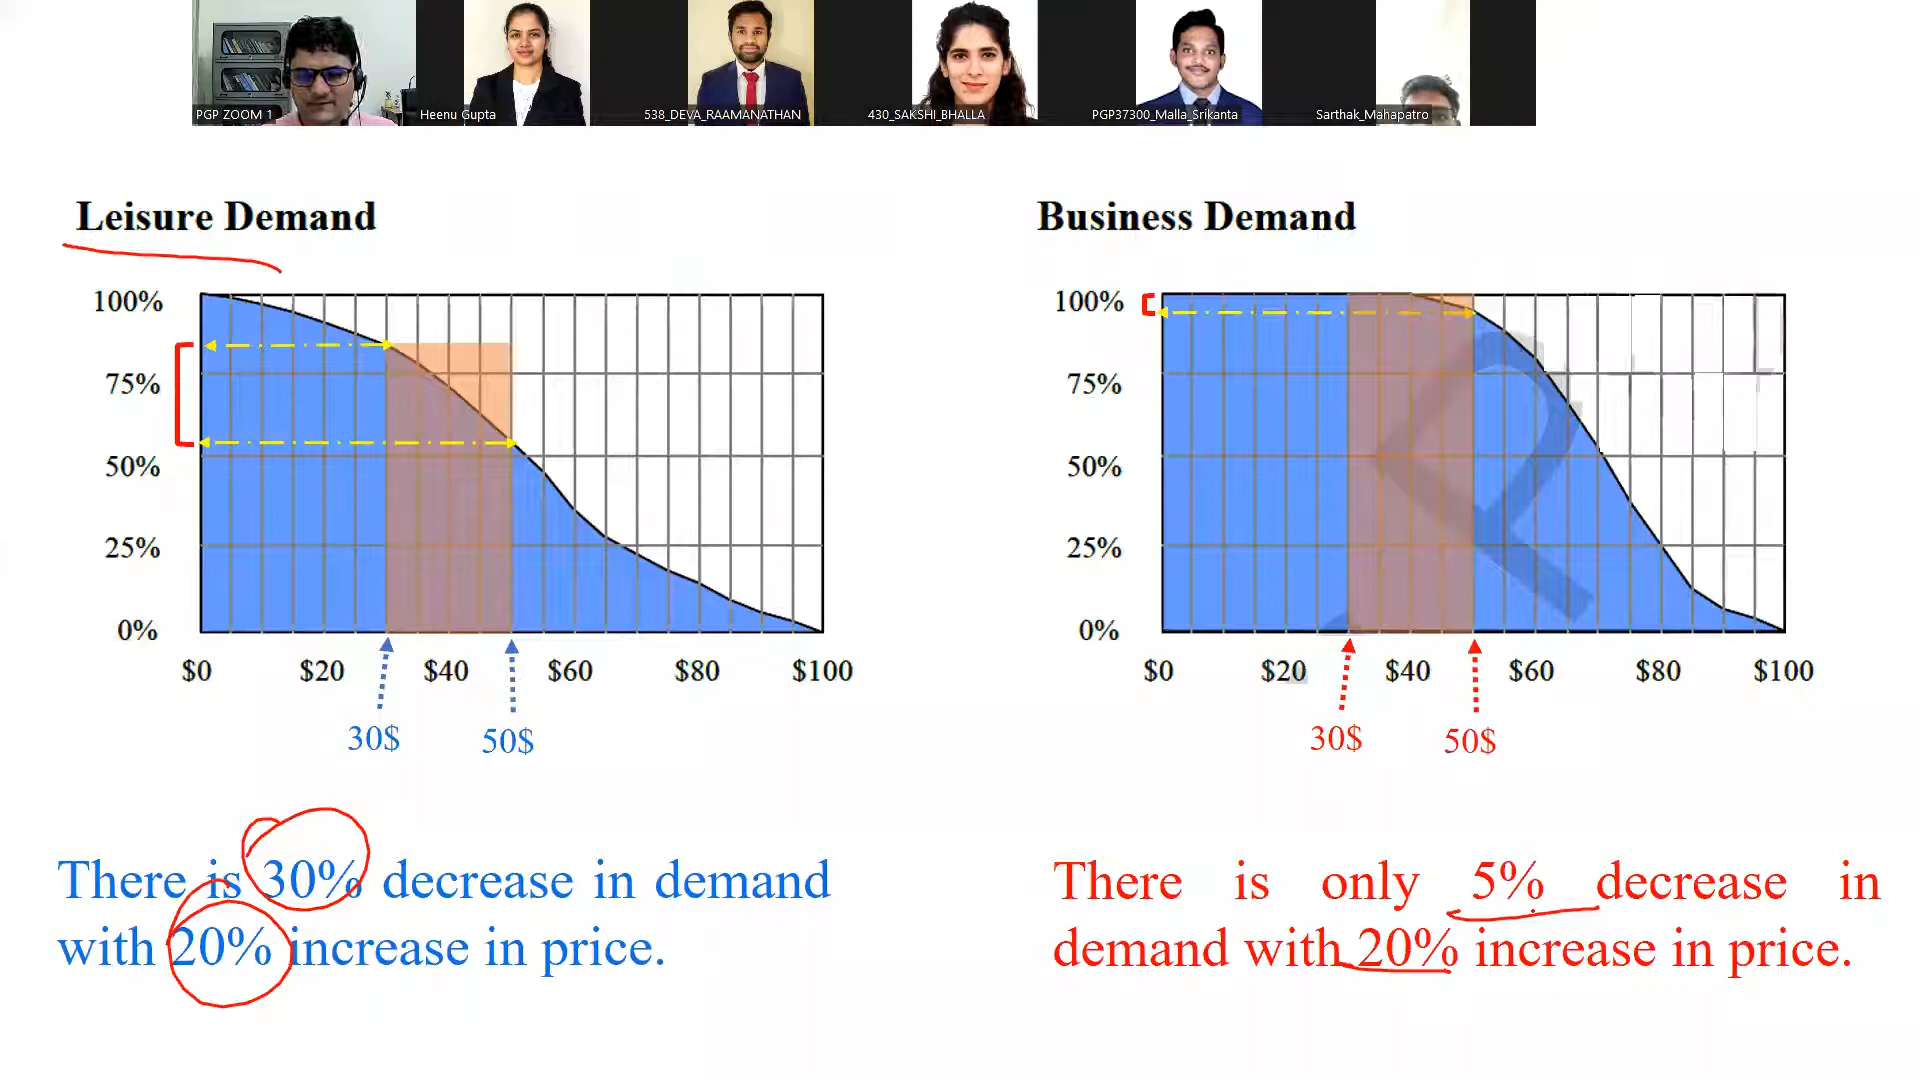 PGP ZOOM 1
Heenu Gupta
538_DEVA_RAAMANATHAN
430_SAKSHI_BHALLA
PGP37300_Malla_Srikanta
Sarthak_Mahapatro
Leisure Demand
100%
75%
50%
25%
0%
$0 $20 $40 $60 $80 $100
30$ 50$
There is 30% decrease in demand
with 20% increase in price.
Business Demand
100%
75%
50%
25%
0%
$0 $20 $40 $60 $80 $100
30$ 50$
There is only 5% decrease in
demand with 20% increase in price.